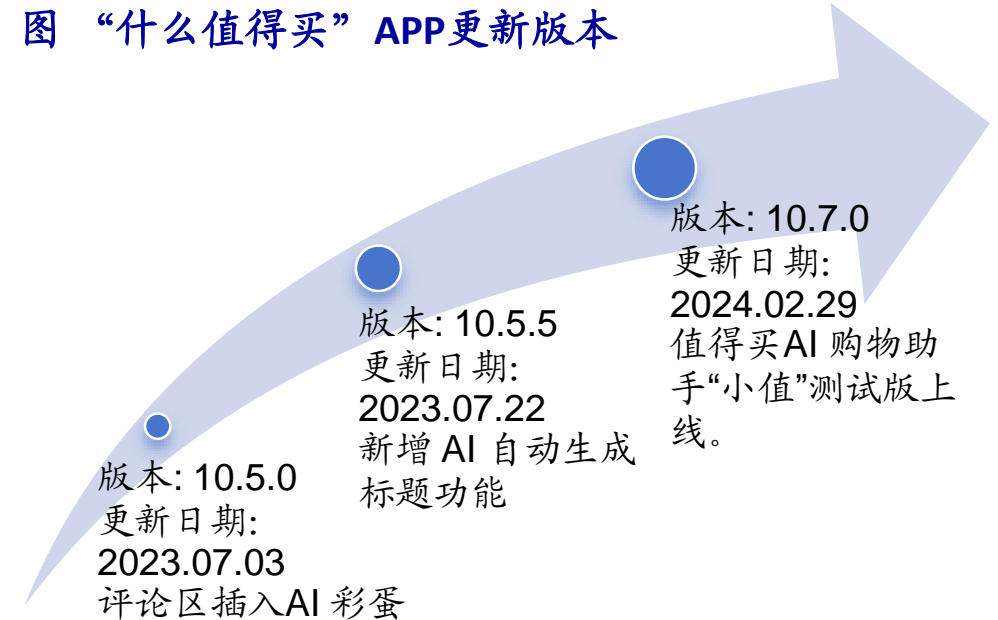 图 “什么值得买”APP更新版本
版本: 10.5.0
更新日期:
2023.07.03
评论区插入AI 彩蛋
版本: 10.5.5
更新日期:
2023.07.22
新增 AI 自动生成
标题功能
版本: 10.7.0
更新日期:
2024.02.29
值得买AI 购物助
手“小值”测试版上
线。